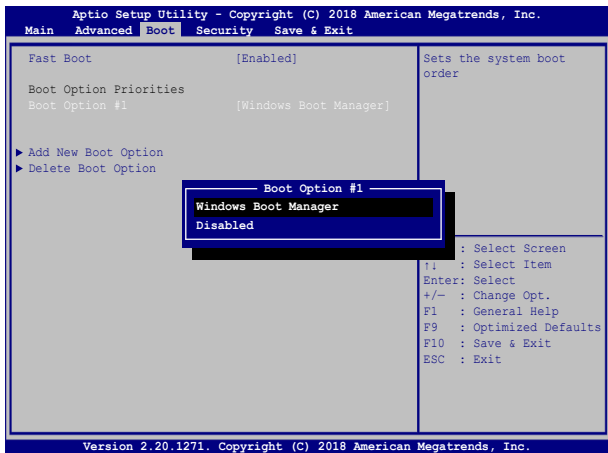 Aptio Setup Utility - Copyright (C) 2018 American Megatrends, Inc.
Main Advanced Boot Security Save & Exit
Fast Boot [Enabled]
Boot Option Priorities
Boot Option #1 [Windows Boot Manager]
Add New Boot Option
Delete Boot Option
Sets the system boot
order
Boot Option #1
Windows Boot Manager
Disabled
: Select Screen
↑↓ : Select Item
Enter: Select
+/— : Change Opt.
F1 : General Help
F9 : Optimized Defaults
F10 : Save & Exit
ESC : Exit
Version 2.20.1271. Copyright (C) 2018 American Megatrends, Inc.